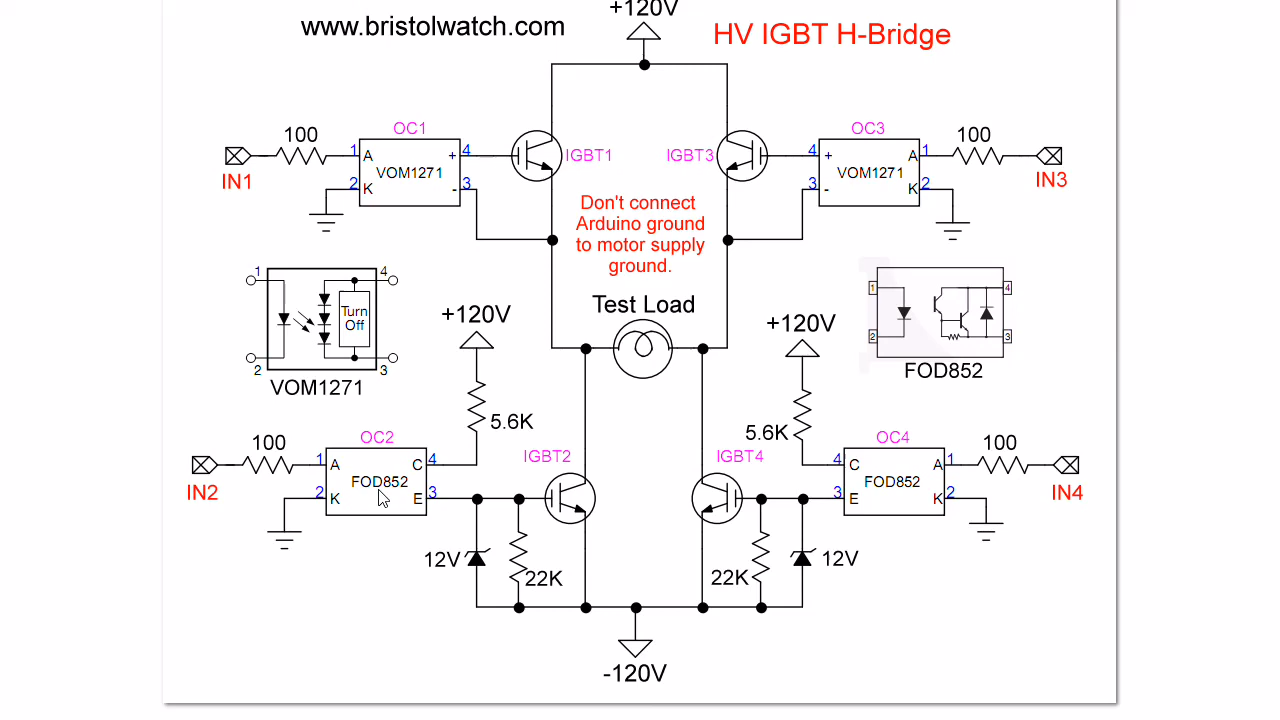 +120V
www.bristolwatch.com
HV IGBT H-Bridge
100
OC1
1
A
+
4
VOM1271
2
K
-
3
IN1
IGBT1
IGBT3
OC3
4
+
A
1
VOM1271
3
-
K
2
100
IN3
Don't connect
Arduino ground
to motor supply
ground.
1
4
Turn
Off
2
3
VOM1271
+120V
5.6K
Test Load
+120V
5.6K
1
4
2
3
FOD852
100
OC2
1
A
C
4
FOD852
2
K
E
3
IN2
IGBT2
IGBT4
OC4
4
C
A
1
FOD852
3
E
K
2
100
IN4
12V
22K
22K
12V
-120V